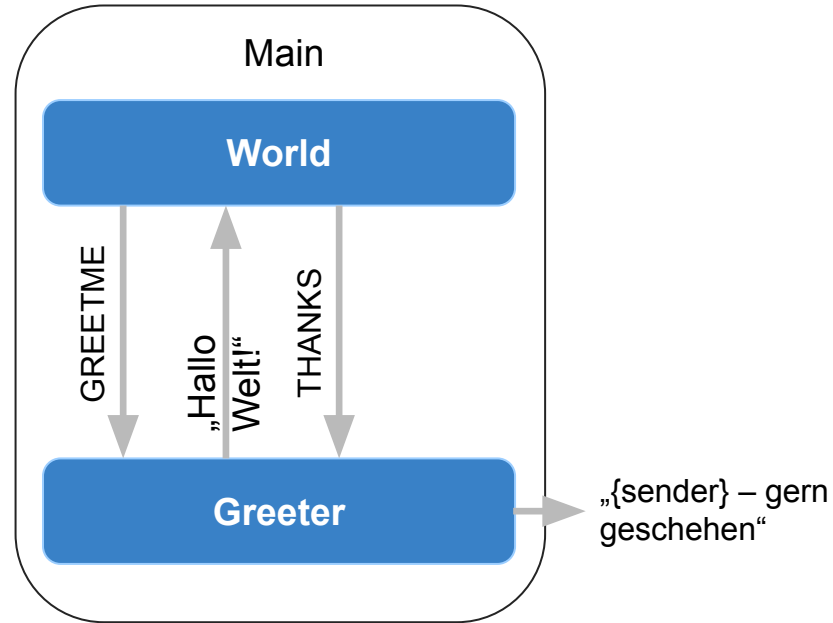 Main
World
GREETME
„Hallo
Welt!“
THANKS
Greeter
„{sender} – gern
geschehen“